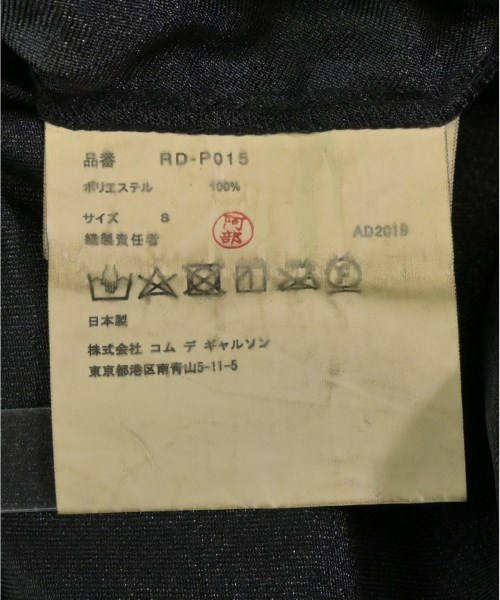 品番 RD-P015
ポリエステル 100%
サイズ S
縫製責任者 阿部 AD2019
日本製
株式会社 コム デ ギャルソン
東京都港区南青山5-11-5